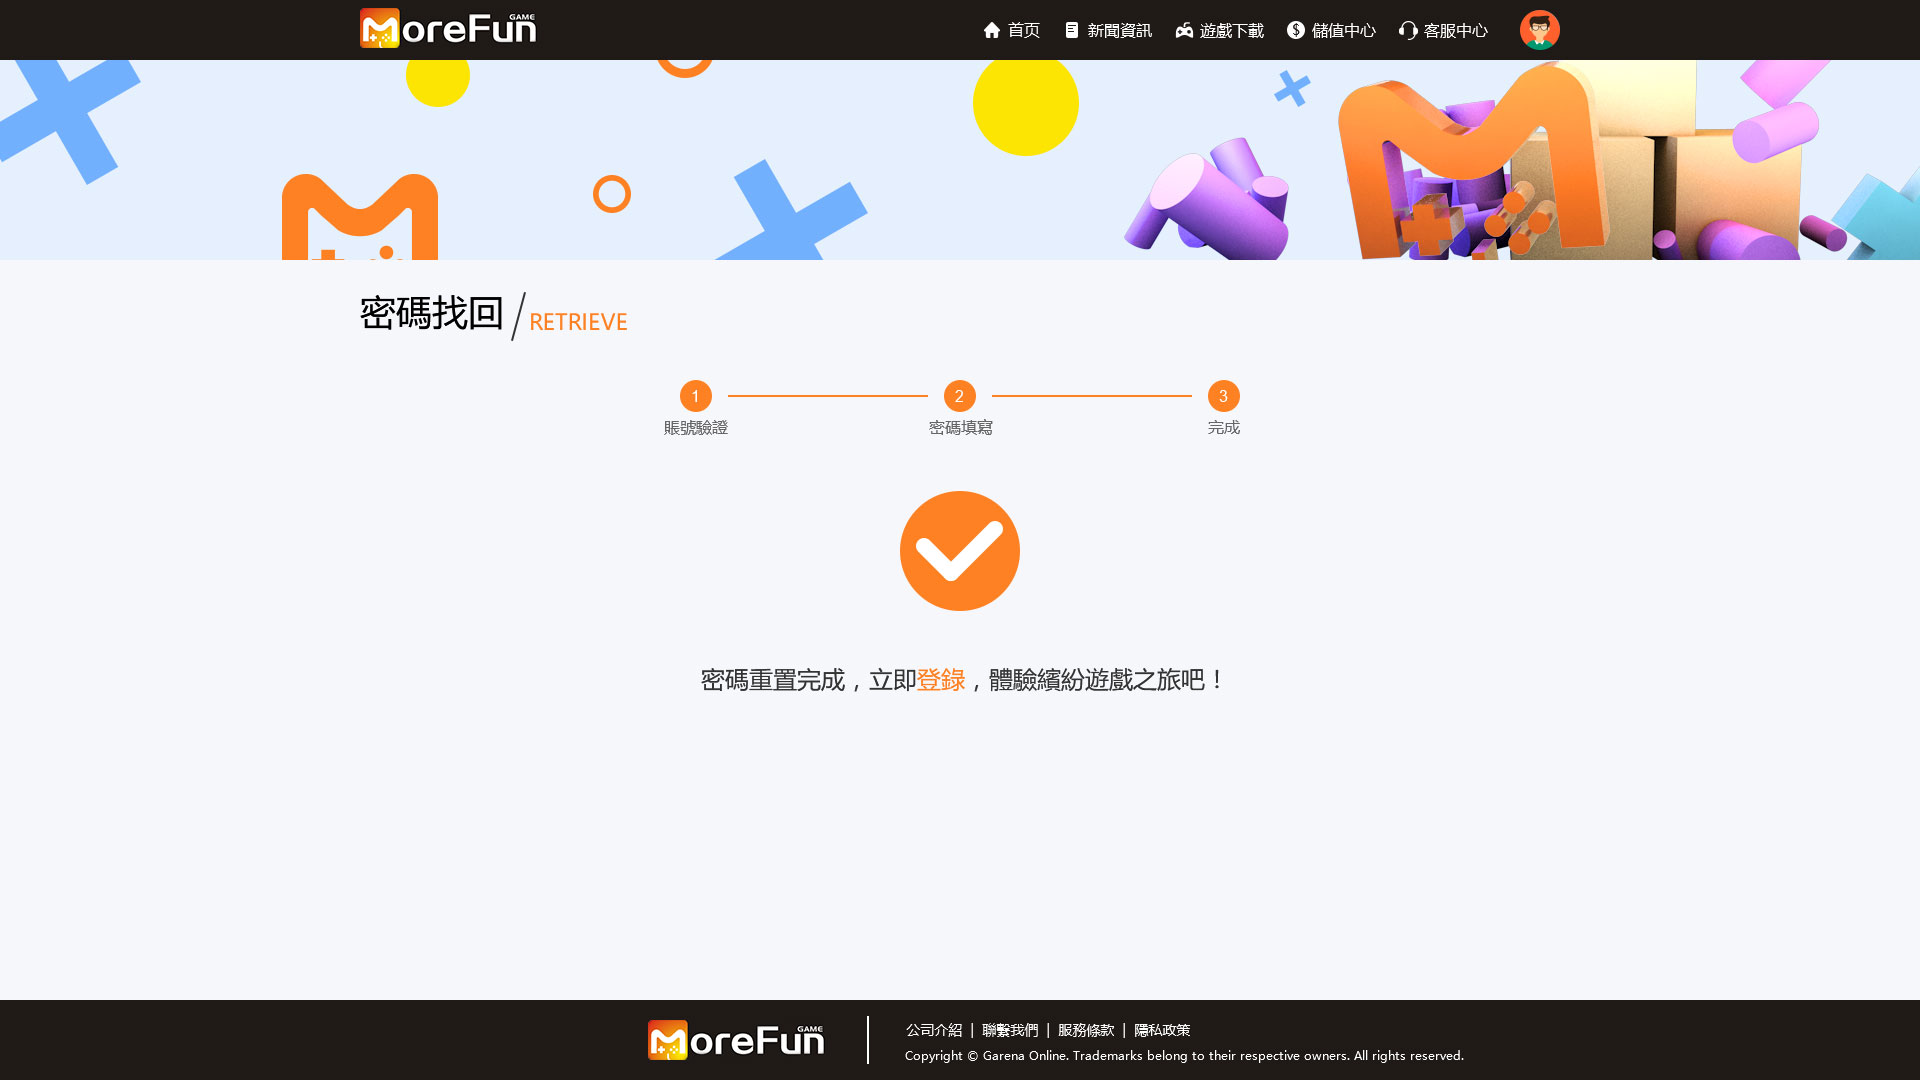 MoreFun GAME
首页 新聞資訊 遊戲下載 儲值中心 客服中心
密碼找回 RETRIEVE
1 2 3
賬號驗證 密碼填寫 完成
密碼重置完成，立即登錄，體驗繽紛遊戲之旅吧！
MoreFun GAME
公司介紹 | 聯繫我們 | 服務條款 | 隱私政策
Copyright © Garena Online. Trademarks belong to their respective owners. All rights reserved.